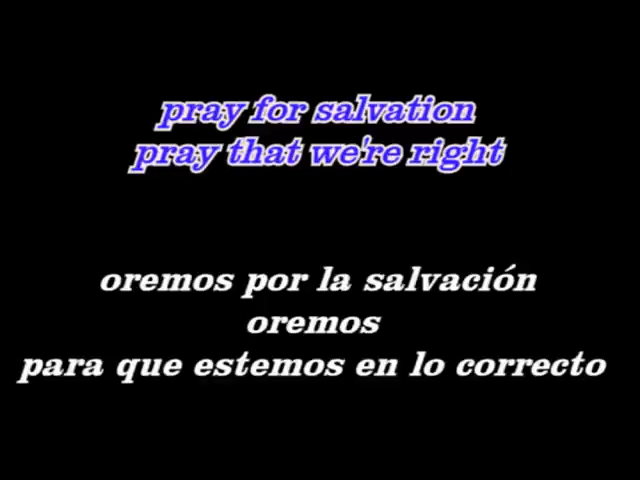 pray for salvation
pray that we're right
oremos por la salvación
oremos
para que estemos en lo correcto